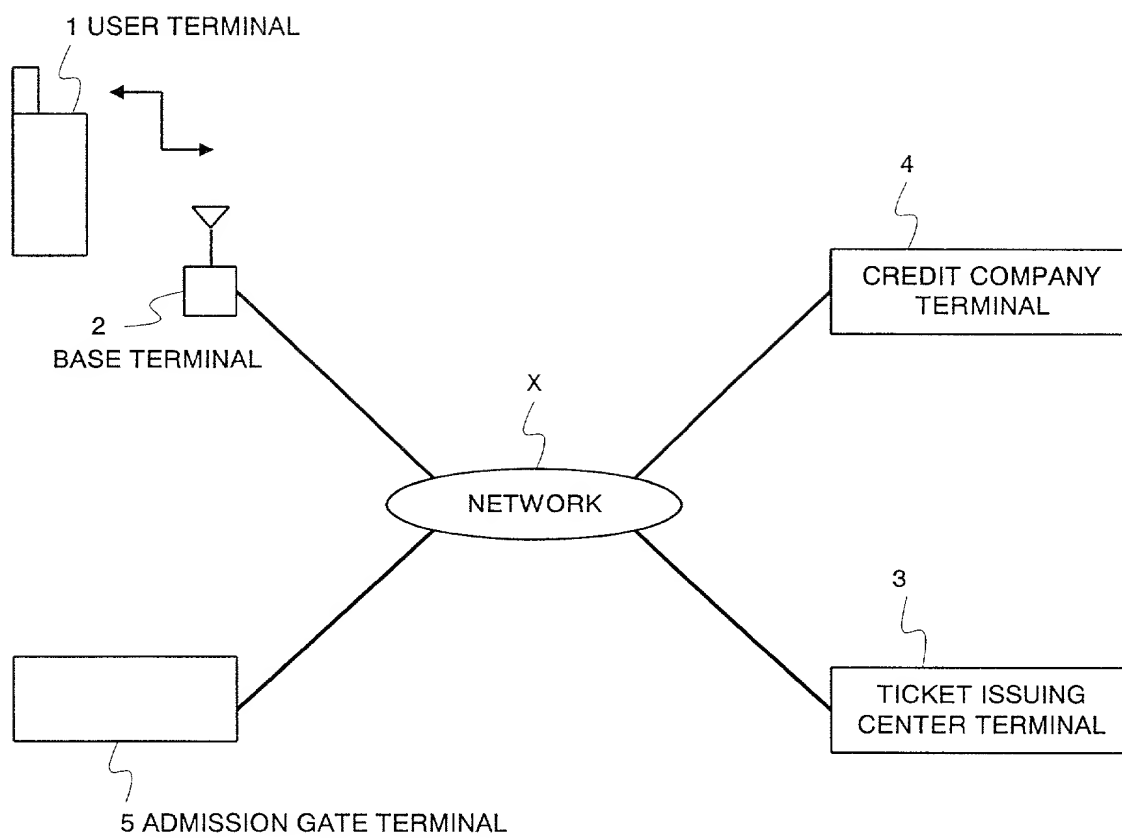 1 USER TERMINAL
4
CREDIT COMPANY
TERMINAL
2
BASE TERMINAL
X
NETWORK
3
TICKET ISSUING
CENTER TERMINAL
5 ADMISSION GATE TERMINAL